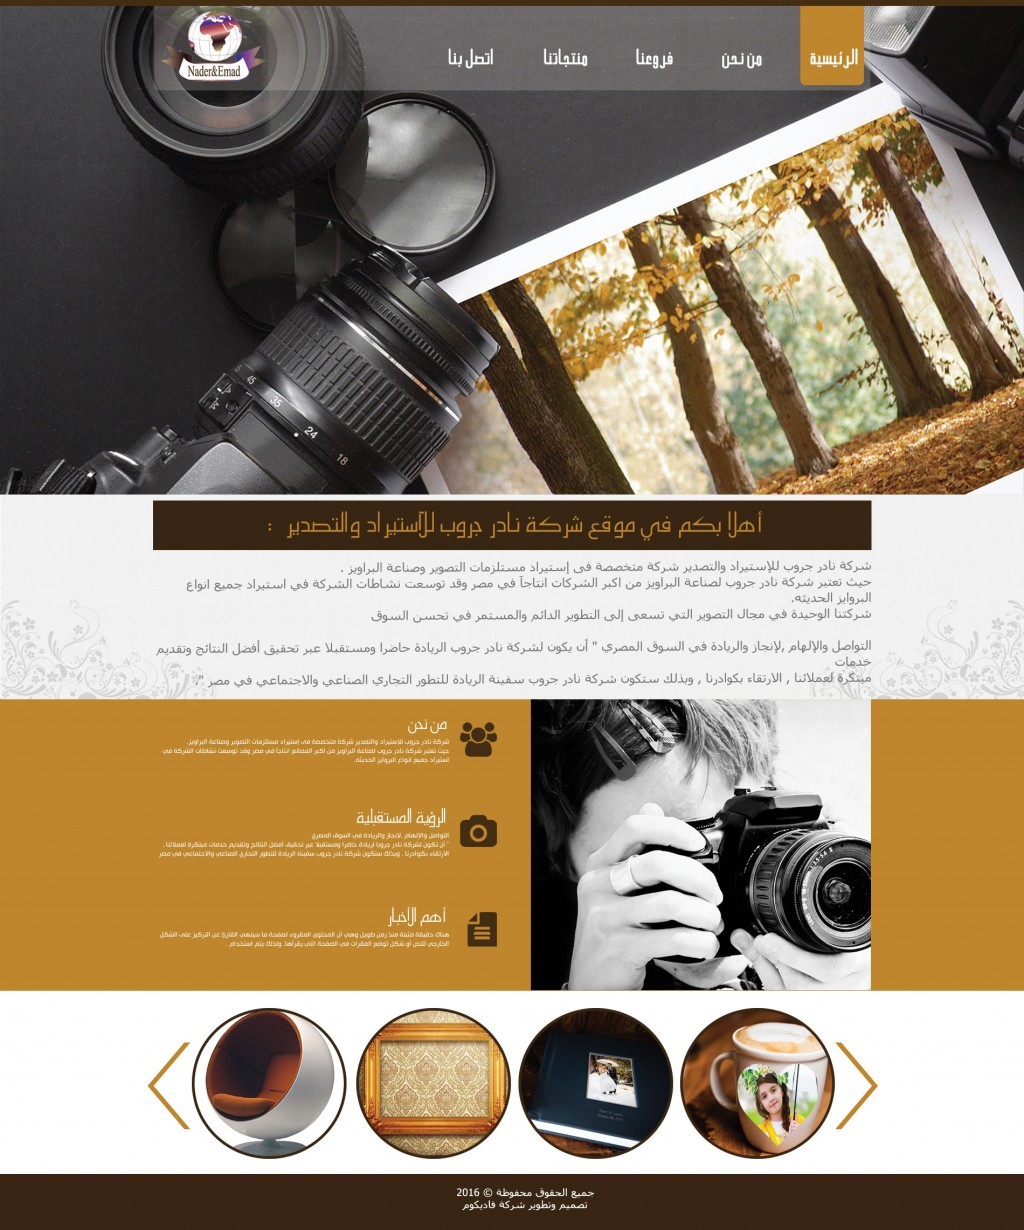 Nader&Emad
الرئيسية
من نحن
فروعنا
منتجاتنا
اتصل بنا
45
35
24
18
أهلا بكم في موقع شركة نادر جروب للآستيراد والتصدير :
شركة نادر جروب للإستيراد والتصدير شركة متخصصة فى إستيراد مستلزمات التصوير وصناعة البراويز .
حيث تعتبر شركة نادر جروب لصناعة البراويز من اكبر الشركات انتاجآ في مصر وقد توسعت نشاطات الشركة في استيراد جميع انواع
البروايز الحديثه.
شركتنا الوحيدة في مجال التصوير التي تسعى إلى التطوير الدائم والمستمر في تحسن السوق
التواصل والإلهام ,لإنجاز والريادة في السوق المصري " أن يكون لشركة نادر جروب الريادة حاضرا ومستقبلا عبر تحقيق أفضل النتائج وتقديم
خدمات
مبتكرة لعملائنا , الارتقاء بكوادرنا , وبذلك ستكون شركة نادر جروب سفينة الريادة للتطور التجاري الصناعي والاجتماعي في مصر ".
من نحن
شركة نادر جروب للإستيراد والتصدير شركة متخصصة فى إستيراد مستلزمات التصوير وصناعة البراويز.
حيث تعتبر شركة نادر جروب لصناعة البراويز من اكبر المصانع انتاجا في مصر وقد توسعت نشاطات الشركة في
استيراد جميع انواع البروايز الحديثه.
الرؤية المستقبلية
التواصل والإلهام ,لإنجاز والريادة في السوق المصري
" أن تكون لشركة نادر جروبا لريادة حاضرا ومستقبلا عبر تحقيق أفضل النتائج وتقديم خدمات مبتكرة لعملائنا ,
الارتقاء بكوادرنا , وبذلك ستكون شركة نادر جروب سفينة الريادة للتطور التجاري الصناعي والاجتماعي في مصر
أهم الأخبار
هناك حقيقة مثبتة منذ زمن طويل وهي أن المحتوى المقروء لصفحة ما سيلهي القارئ عن التركيز على الشكل
الخارجي للنص أو شكل توضع الفقرات في الصفحة التي يقرأها. ولذلك يتم استخدام .
جميع الحقوق محفوظة © 2016
تصميم وتطوير شركة فاديكوم